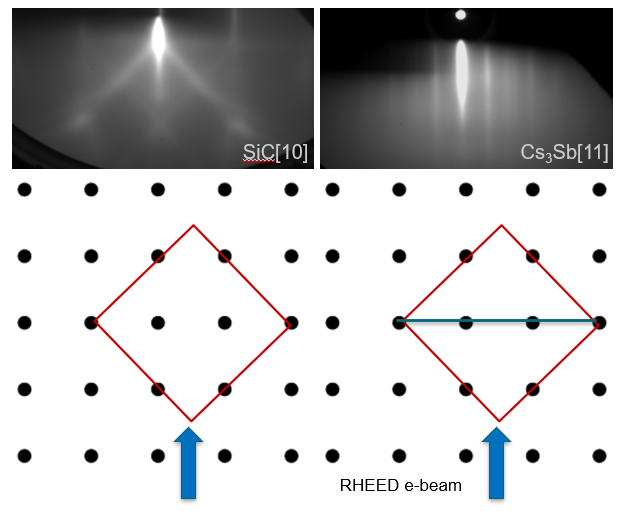 SiC[10]
Cs₃Sb[11]
RHEED e-beam